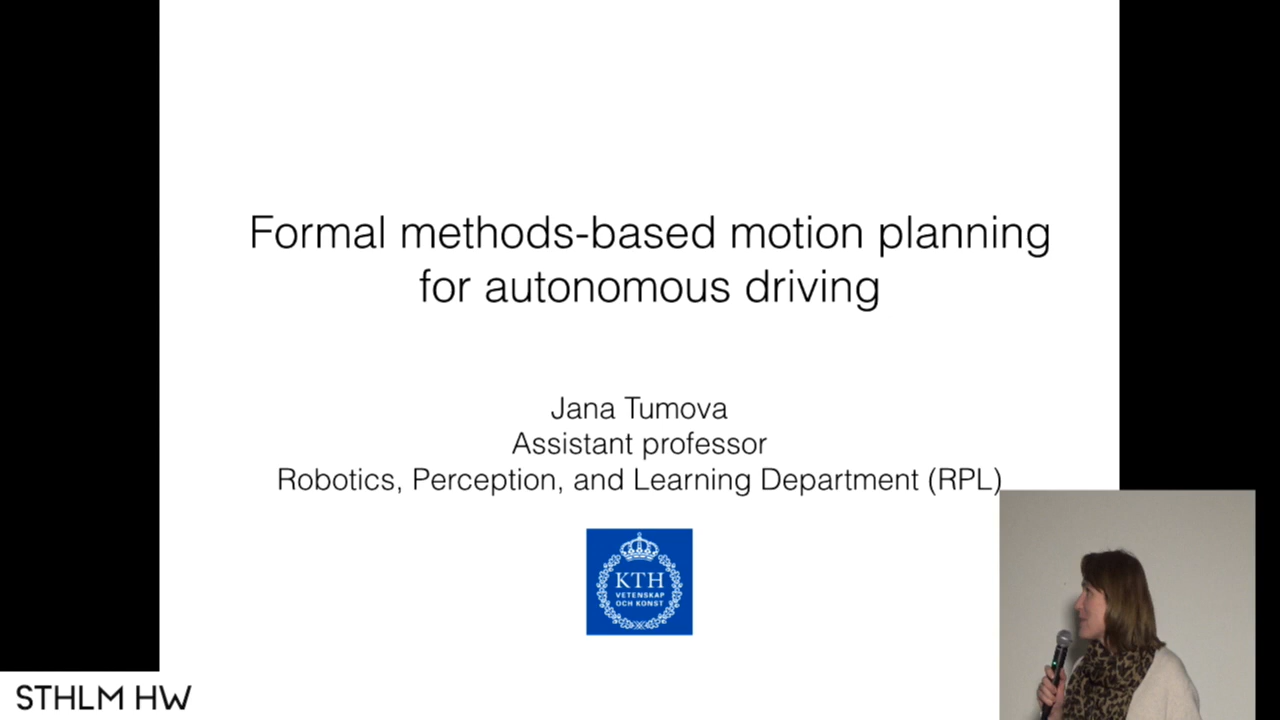 Formal methods-based motion planning
for autonomous driving
Jana Tumova
Assistant professor
Robotics, Perception, and Learning Department (RPL)
KTH
VETENSKAP
OCH KONST
STHLM HW